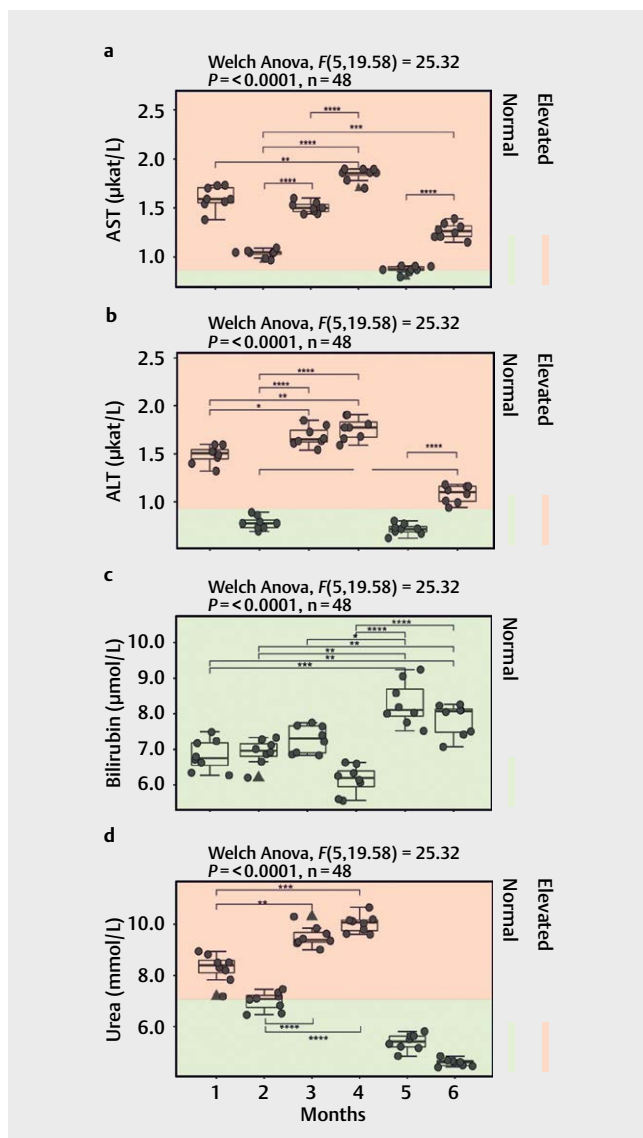 a
Welch Anova, F(5,19.58) = 25.32
P=<0.0001, n=48
2.5
2.0
1.5
1.0
AST (µkat/L)
****
***
****
**
****
****
Normal
Elevated
b
Welch Anova, F(5,19.58) = 25.32
P=<0.0001, n=48
2.5
2.0
1.5
1.0
ALT (µkat/L)
****
****
**
*
****
Normal
Elevated
c
Welch Anova, F(5,19.58) = 25.32
P=<0.0001, n=48
10.0
9.0
8.0
7.0
6.0
Bilirubin (µmol/L)
****
****
*
**
**
**
***
Normal
d
Welch Anova, F(5,19.58) = 25.32
P=<0.0001, n=48
10.0
8.0
6.0
Urea (mmol/L)
***
**
****
****
Normal
Elevated
1 2 3 4 5 6
Months